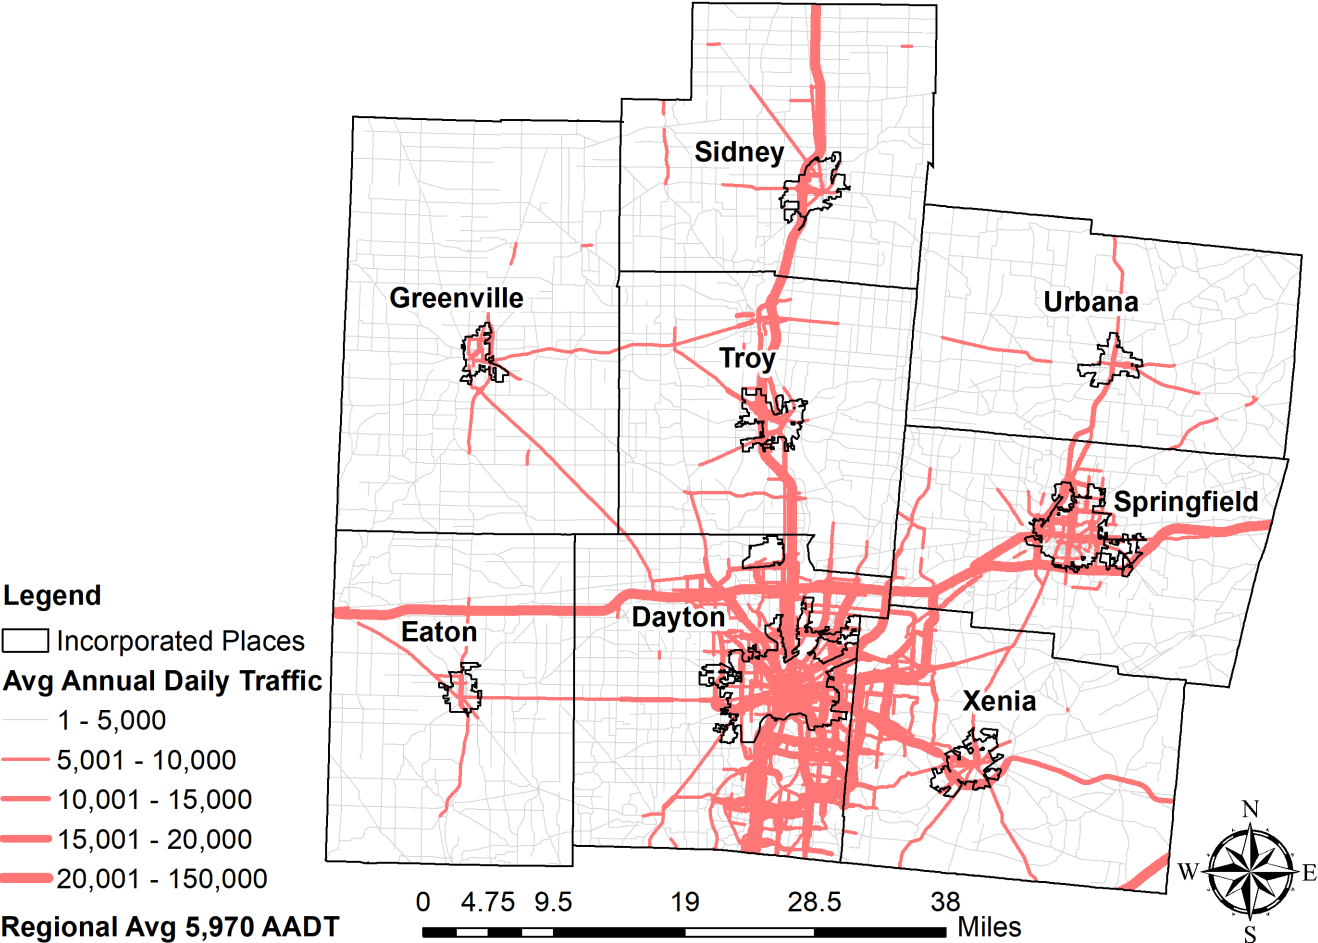 Sidney
Greenville
Urbana
Troy
Springfield
Dayton
Eaton
Xenia
Legend
Incorporated Places
Avg Annual Daily Traffic
1 - 5,000
5,001 - 10,000
10,001 - 15,000
15,001 - 20,000
20,001 - 150,000
Regional Avg 5,970 AADT
0 4.75 9.5 19 28.5 38
Miles
N
W E
S